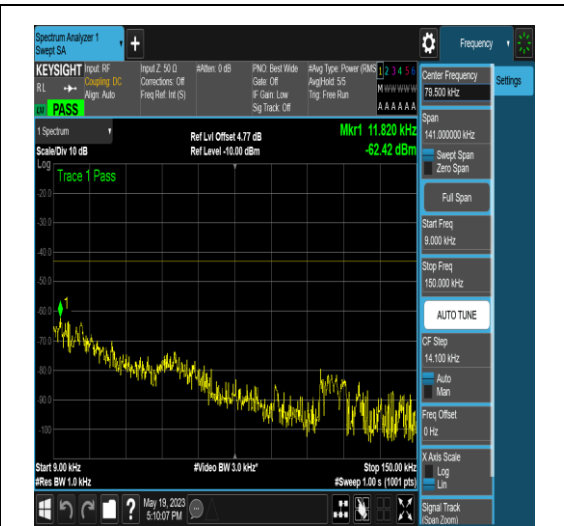 Spectrum Analyzer 1
Swept SA
+
Frequency
KEYSIGHT
RL
PASS
Input: RF
Coupling: DC
Align: Auto
Input Z: 50 Ω
Corrections: Off
Freq Ref: Int (S)
#Atten: 0 dB
PNO: Best Wide
Gate: Off
IF Gain: Low
Sig Track: Off
#Avg Type: Power (RMS
Avg|Hold: 5/5
Trig: Free Run
1 2 3 4 5 6
M W W W W W
A A A A A A
1 Spectrum
Scale/Div 10 dB
Ref Lvl Offset 4.77 dB
Ref Level -10.00 dBm
Mkr1 11.820 kHz
-62.42 dBm
Log
Trace 1 Pass
-20.0
-30.0
-40.0
-50.0
-60.0
-70.0
-80.0
-90.0
-100
1
Start 9.00 kHz
#Res BW 1.0 kHz
#Video BW 3.0 kHz*
Stop 150.00 kHz
#Sweep 1.00 s (1001 pts)
May 19, 2023
5:10:07 PM
?
Center Frequency
79.500 kHz
Settings
Span
141.000000 kHz
Swept Span
Zero Span
Full Span
Start Freq
9.000 kHz
Stop Freq
150.000 kHz
AUTO TUNE
CF Step
14.100 kHz
Auto
Man
Freq Offset
0 Hz
X Axis Scale
Log
Lin
Signal Track
(Span Zoom)